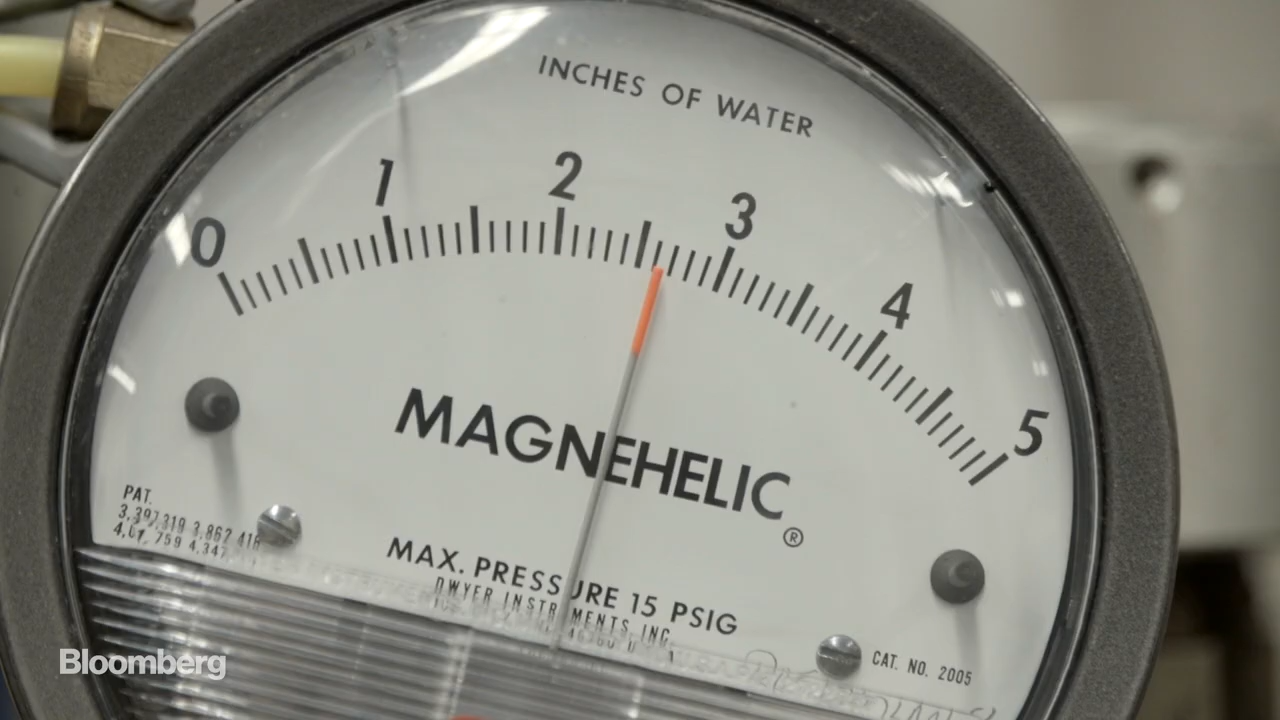 INCHES OF WATER
0 1 2 3 4 5
MAGNEHELIC®
PAT.
MAX. PRESSURE 15 PSIG
DWYER INSTRUMENTS INC.
CAT. NO. 2005
Bloomberg